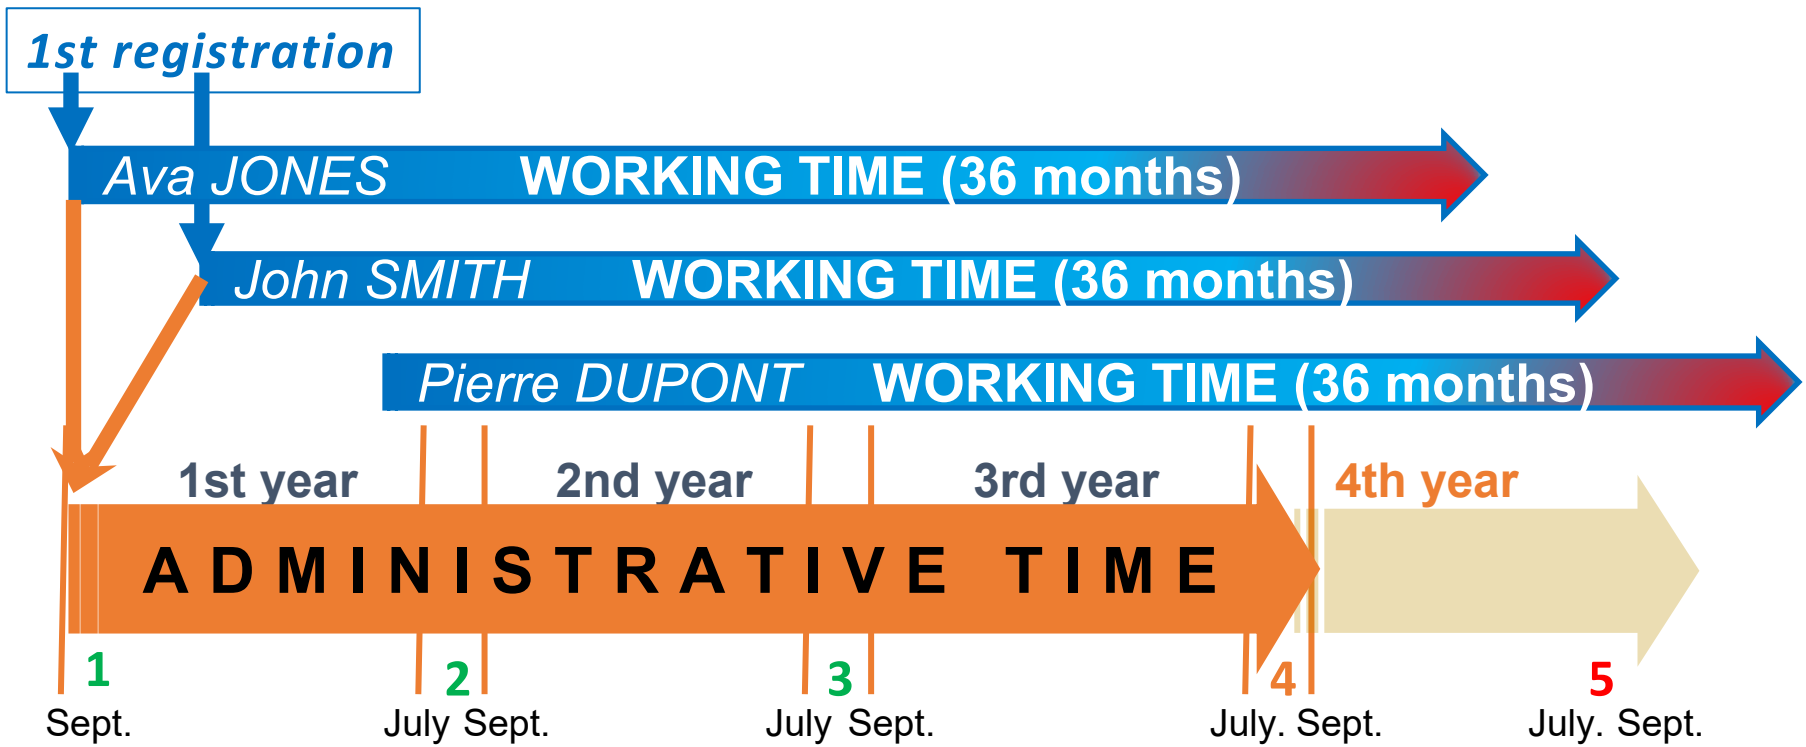 1st registration
Ava JONES WORKING TIME (36 months)
John SMITH WORKING TIME (36 months)
Pierre DUPONT WORKING TIME (36 months)
1st year 2nd year 3rd year 4th year
ADMINISTRATIVE TIME
1 2 3 4 5
Sept. July Sept. July Sept. July. Sept. July. Sept.